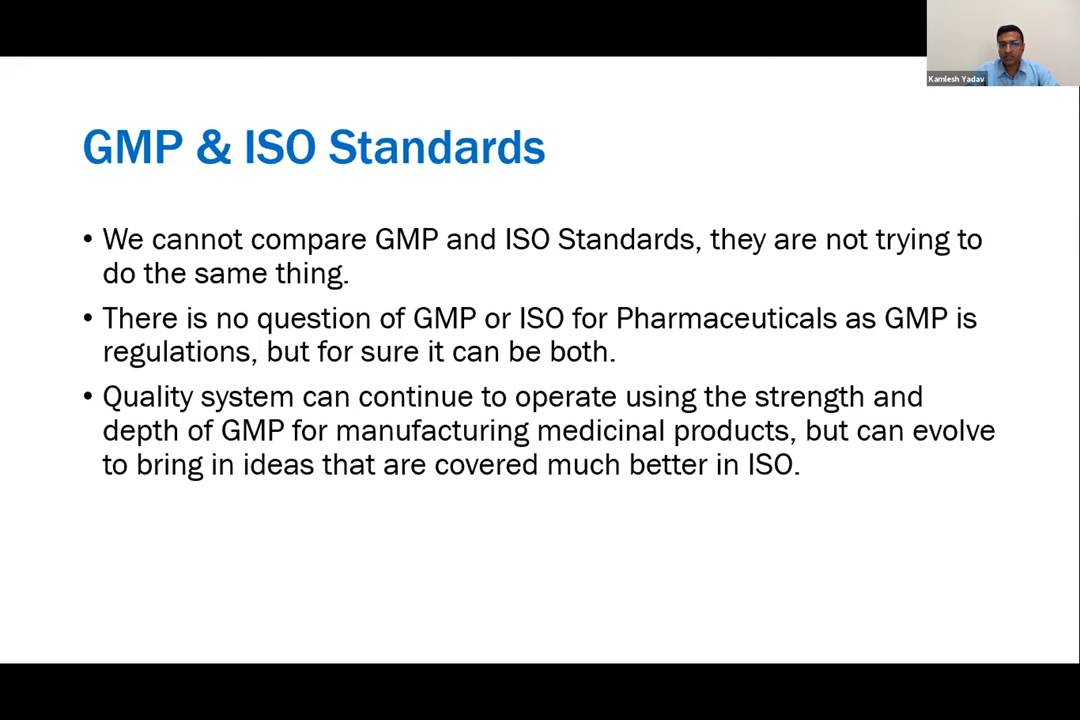 Kamlesh Yadav
GMP & ISO Standards
• We cannot compare GMP and ISO Standards, they are not trying to
do the same thing.
• There is no question of GMP or ISO for Pharmaceuticals as GMP is
regulations, but for sure it can be both.
• Quality system can continue to operate using the strength and
depth of GMP for manufacturing medicinal products, but can evolve
to bring in ideas that are covered much better in ISO.